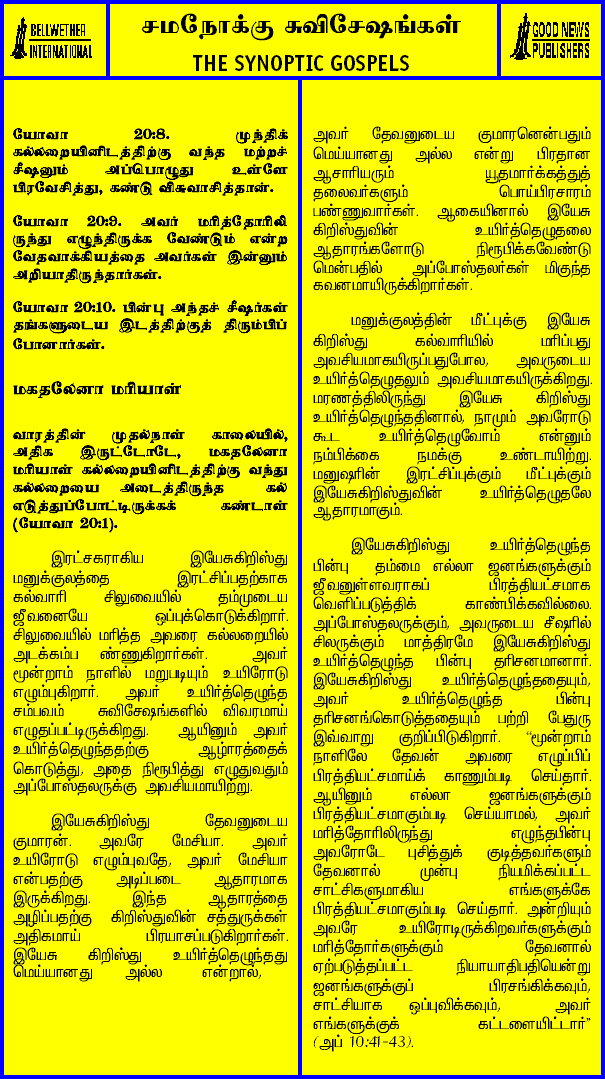 BELLWETHER
INTERNATIONAL
சமநோக்கு சுவிசேஷங்கள்
THE SYNOPTIC GOSPELS
GOOD NEWS
PUBLISHERS
யோவா 20:8. முந்திக்
கல்லறையினிடத்திற்கு வந்த மற்றச்
சீஷனும் அப்பொழுது உள்ளே
பிரவேசித்து, கண்டு விசுவாசித்தான்.
யோவா 20:9. அவர் மரித்தோரிலி
ருந்து எழுந்திருக்க வேண்டும் என்ற
வேதவாக்கியத்தை அவர்கள் இன்னும்
அறியாதிருந்தார்கள்.
யோவா 20:10. பின்பு அந்தச் சீஷர்கள்
தங்களுடைய இடத்திற்குத் திரும்பிப்
போனார்கள்.
மகதலேனா மரியாள்
வாரத்தின் முதல்நாள் காலையில்,
அதிக இருட்டோடே, மகதலேனா
மரியாள் கல்லறையினிடத்திற்கு வந்து
கல்லறையை அடைத்திருந்த கல்
எடுத்துப்போட்டிருக்கக் கண்டாள்
(யோவா 20:1).
இரட்சகராகிய இயேசுகிறிஸ்து
மனுக்குலத்தை இரட்சிப்பதற்காக
கல்வாரி சிலுவையில் தம்முடைய
ஜீவனையே ஒப்புக்கொடுக்கிறார்.
சிலுவையில் மரித்த அவரை கல்லறையில்
அடக்கம்ப ண்ணுகிறார்கள். அவர்
மூன்றாம் நாளில் மறுபடியும் உயிரோடு
எழும்புகிறார். அவர் உயிர்த்தெழுந்த
சம்பவம் சுவிசேஷங்களில் விவரமாய்
எழுதப்பட்டிருக்கிறது. ஆயினும் அவர்
உயிர்த்தெழுந்ததற்கு ஆழ்ாரத்தைக்
கொடுத்து, அதை நிரூபித்து எழுதுவதும்
அப்போஸ்தலருக்கு அவசியமாயிற்று.
இயேசுகிறிஸ்து தேவனுடைய
குமாரன். அவரே மேசியா. அவர்
உயிரோடு எழும்புவதே, அவர் மேசியா
என்பதற்கு அடிப்படை ஆதாரமாக
இருக்கிறது. இந்த ஆதாரத்தை
அழிப்பதற்கு கிறிஸ்துவின் சத்துருக்கள்
அதிகமாய் பிரயாசப்படுகிறார்கள்.
இயேசு கிறிஸ்து உயிர்த்தெழுந்தது
மெய்யானது அல்ல என்றால்,
அவர் தேவனுடைய குமாரனென்பதும்
மெய்யானது அல்ல என்று பிரதான
ஆசாரியரும் யூதமார்க்கத்துத்
தலைவர்களும் பொய்பிரசாரம்
பண்ணுவார்கள். ஆகையினால் இயேசு
கிறிஸ்துவின் உயிர்த்தெழுதலை
ஆதாரங்களோடு நிரூபிக்கவேண்டு
மென்பதில் அப்போஸ்தலர்கள் மிகுந்த
கவனமாயிருக்கிறார்கள்.
மனுக்குலத்தின் மீட்புக்கு இயேசு
கிறிஸ்து கல்வாரியில் மரிப்பது
அவசியமாகயிருப்பதுபோல, அவருடைய
உயிர்த்தெழுதலும் அவசியமாகயிருக்கிறது.
மரணத்திலிருந்து இயேசு கிறிஸ்து
உயிர்த்தெழுந்ததினால், நாமும் அவரோடு
கூட உயிர்த்தெழுவோம் என்னும்
நம்பிக்கை நமக்கு உண்டாயிற்று.
மனுஷரின் இரட்சிப்புக்கும் மீட்புக்கும்
இயேசுகிறிஸ்துவின் உயிர்த்தெழுதலே
ஆதாரமாகும்.
இயேசுகிறிஸ்து உயிர்த்தெழுந்த
பின்பு தம்மை எல்லா ஜனங்களுக்கும்
ஜீவனுள்ளவராகப் பிரத்தியட்சமாக
வெளிப்படுத்திக் காண்பிக்கவில்லை.
அப்போஸ்தலருக்கும், அவருடைய சீஷரில்
சிலருக்கும் மாத்திரமே இயேசுகிறிஸ்து
உயிர்த்தெழுந்த பின்பு தரிசனமானார்.
இயேசுகிறிஸ்து உயிர்த்தெழுந்ததையும்,
அவர் உயிர்த்தெழுந்த பின்பு
தரிசனங்கொடுத்ததையும் பற்றி பேதுரு
இவ்வாறு குறிப்பிடுகிறார். "மூன்றாம்
நாளிலே தேவன் அவரை எழுப்பிப்
பிரத்தியட்சமாய்க் காணும்படி செய்தார்.
ஆயினும் எல்லா ஜனங்களுக்கும்
பிரத்தியட்சமாகும்படி செய்யாமல், அவர்
மரித்தோரிலிருந்து எழுந்தபின்பு
அவரோடே புசித்துக் குடித்தவர்களும்
தேவனால் முன்பு நியமிக்கப்பட்ட
சாட்சிகளுமாகிய எங்களுக்கே
பிரத்தியட்சமாகும்படி செய்தார். அன்றியும்
அவரே உயிரோடிருகிறவர்களுக்கும்
மரித்தோர்களுக்கும் தேவனால்
ஏற்படுத்தப்பட்ட நியாயாதிபதியென்று
ஜனங்களுக்குப் பிரசங்கிக்கவும்,
சாட்சியாக ஒப்புவிக்கவும், அவர்
எங்களுக்குக் கட்டளையிட்டார்"
(அப் 10:41-43).